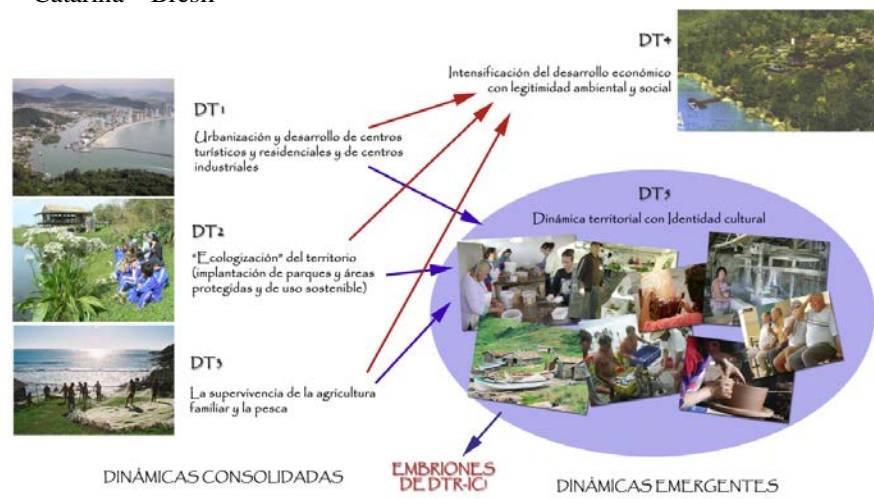 DT4
Intensificación del desarrollo económico
con legitimidad ambiental y social
DT1
Urbanización y desarrollo de centros
turísticos y residenciales y de centros
industriales
DT5
Dinámica territorial con Identidad cultural
DT2
"Ecologización" del territorio
(implantación de parques y áreas
protegidas y de uso sostenible)
DT3
La supervivencia de la agricultura
familiar y la pesca
DINÁMICAS CONSOLIDADAS
EMBRIONES
DE DTR-IC
DINÁMICAS EMERGENTES